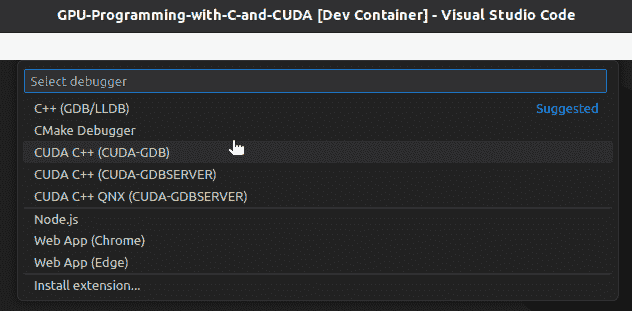 GPU-Programming-with-C-and-CUDA [Dev Container] - Visual Studio Code
Select debugger
C++ (GDB/LLDB) Suggested
CMake Debugger
CUDA C++ (CUDA-GDB)
CUDA C++ (CUDA-GDBSERVER)
CUDA C++ QNX (CUDA-GDBSERVER)
Node.js
Web App (Chrome)
Web App (Edge)
Install extension...